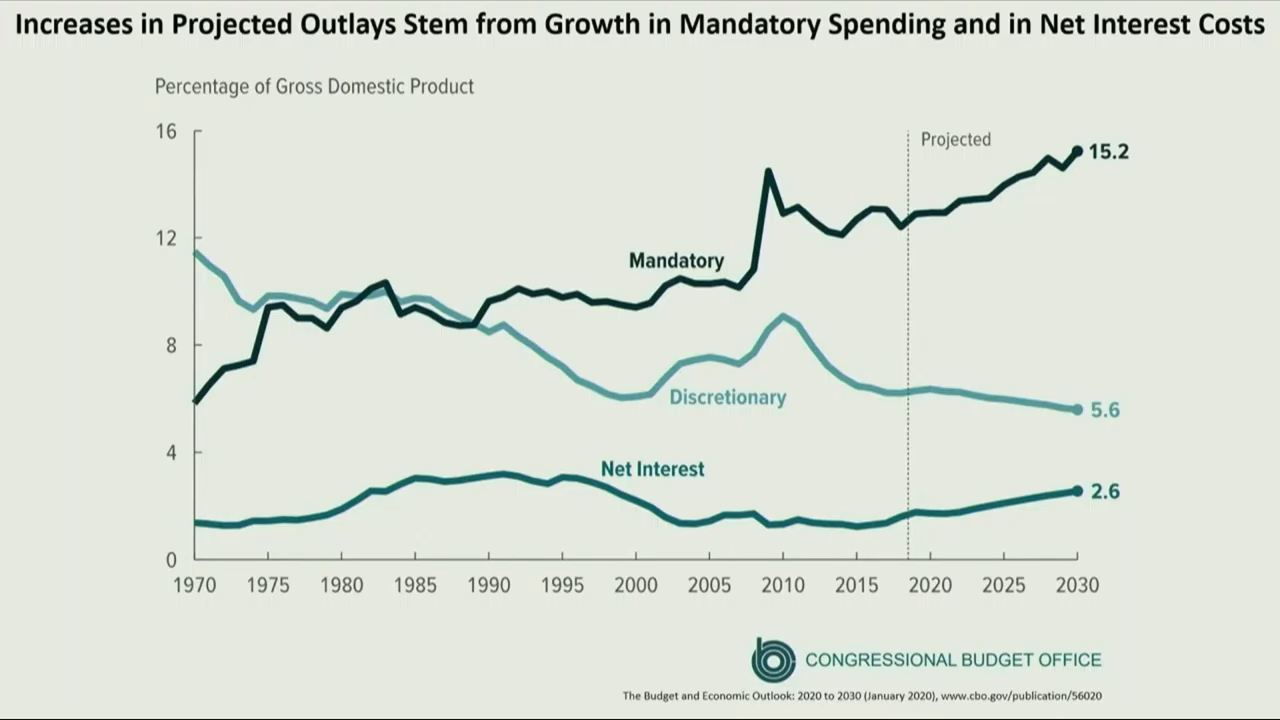 Increases in Projected Outlays Stem from Growth in Mandatory Spending and in Net Interest Costs
Percentage of Gross Domestic Product
16
Projected
15.2
12
Mandatory
8
Discretionary
5.6
4
Net Interest
2.6
0
1970 1975 1980 1985 1990 1995 2000 2005 2010 2015 2020 2025 2030
CONGRESSIONAL BUDGET OFFICE
The Budget and Economic Outlook: 2020 to 2030 (January 2020), www.cbo.gov/publication/56020